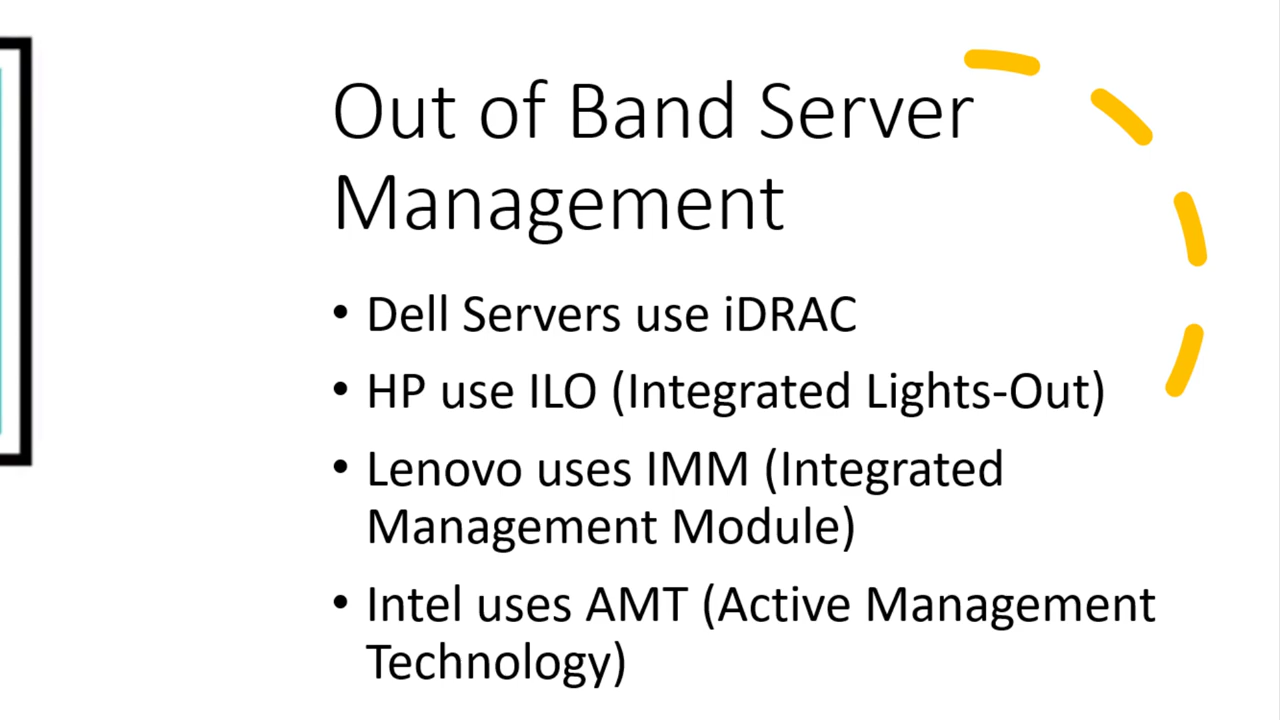 Out of Band Server
Management
• Dell Servers use iDRAC
• HP use ILO (Integrated Lights-Out)
• Lenovo uses IMM (Integrated
Management Module)
• Intel uses AMT (Active Management
Technology)